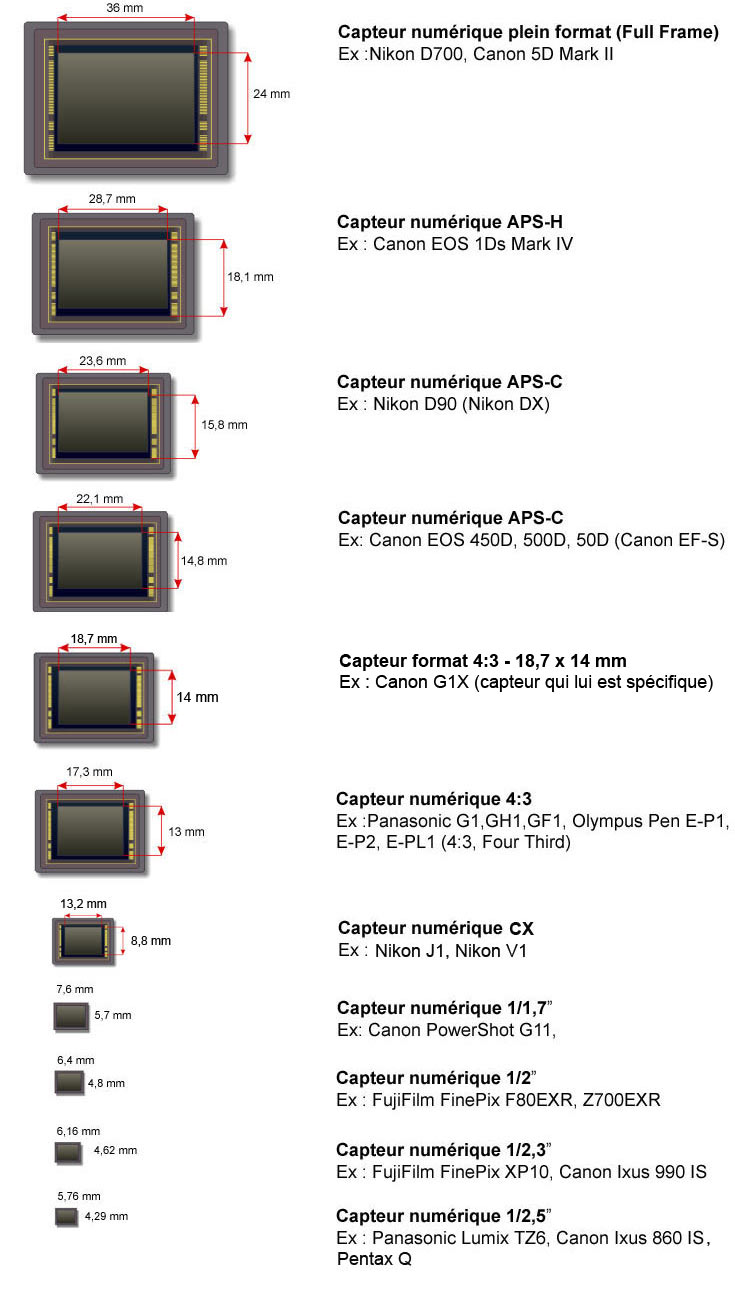 36 mm
Capteur numérique plein format (Full Frame)
Ex :Nikon D700, Canon 5D Mark II
24 mm
28,7 mm
Capteur numérique APS-H
Ex : Canon EOS 1Ds Mark IV
18,1 mm
23,6 mm
Capteur numérique APS-C
Ex : Nikon D90 (Nikon DX)
15,8 mm
22,1 mm
Capteur numérique APS-C
Ex: Canon EOS 450D, 500D, 50D (Canon EF-S)
14,8 mm
18,7 mm
Capteur format 4:3 - 18,7 x 14 mm
Ex : Canon G1X (capteur qui lui est spécifique)
14 mm
17,3 mm
Capteur numérique 4:3
Ex :Panasonic G1,GH1,GF1, Olympus Pen E-P1,
E-P2, E-PL1 (4:3, Four Third)
13 mm
13,2 mm
Capteur numérique CX
Ex : Nikon J1, Nikon V1
8,8 mm
7,6 mm
Capteur numérique 1/1,7”
5,7 mm
Ex: Canon PowerShot G11,
6,4 mm
Capteur numérique 1/2”
4,8 mm
Ex : FujiFilm FinePix F80EXR, Z700EXR
6,16 mm
Capteur numérique 1/2,3”
4,62 mm
Ex : FujiFilm FinePix XP10, Canon Ixus 990 IS
5,76 mm
Capteur numérique 1/2,5”
4,29 mm
Ex : Panasonic Lumix TZ6, Canon Ixus 860 IS,
Pentax Q